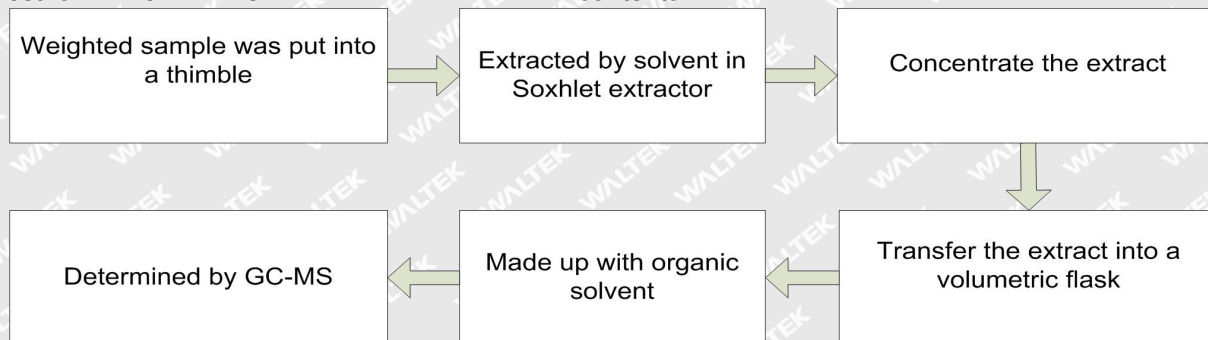 Weighted sample was put into
a thimble
Extracted by solvent in
Soxhlet extractor
Concentrate the extract
Transfer the extract into a
volumetric flask
Made up with organic
solvent
Determined by GC-MS
WALTEK